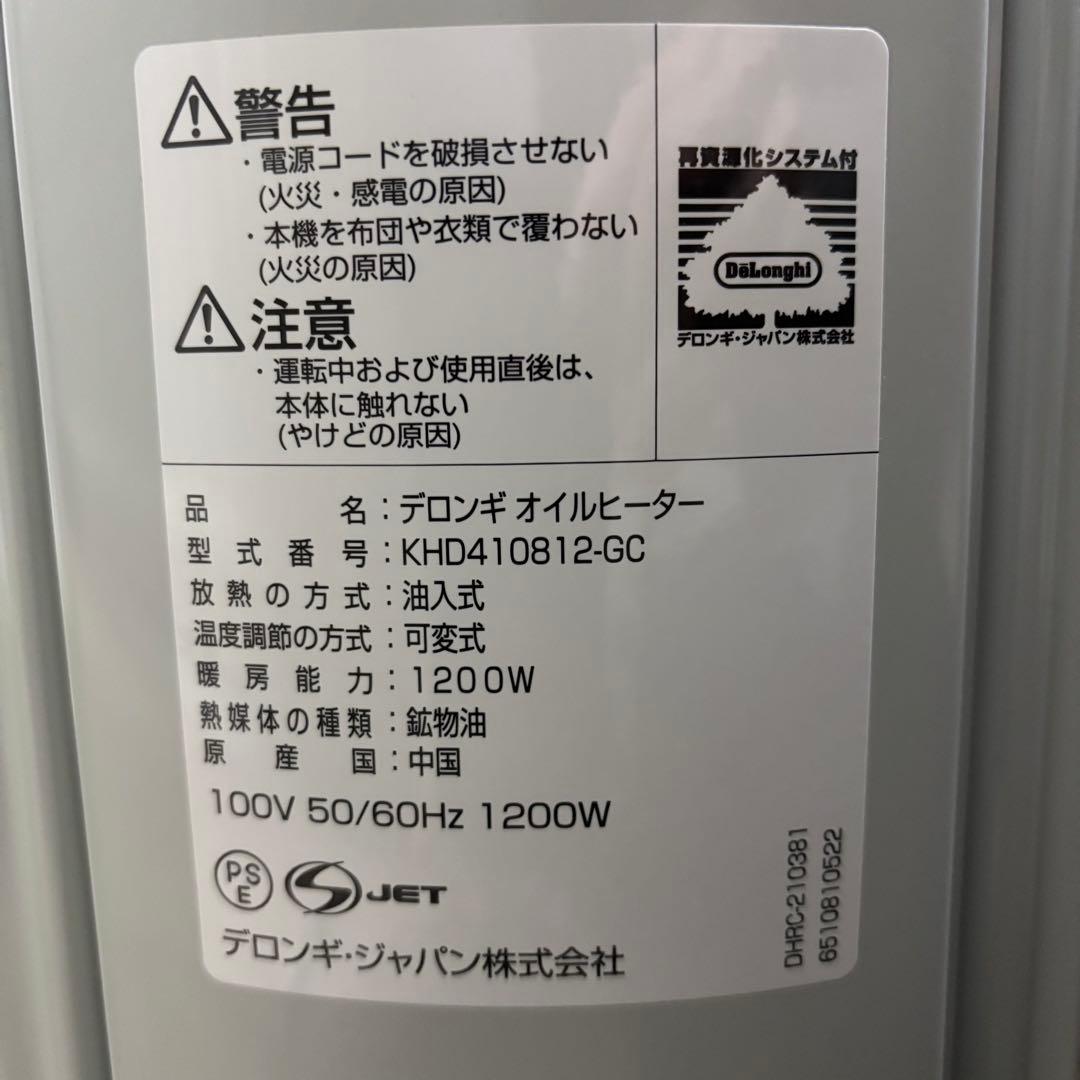 警告
・電源コードを破損させない
(火災・感電の原因)
・本機を布団や衣類で覆わない
(火災の原因)
注意
・運転中および使用直後は、
本体に触れない
(やけどの原因)
再資源化システム付
DēLonghi
デロンギ・ジャパン株式会社
品名：デロンギ オイルヒーター
型式番号：KHD410812-GC
放熱の方式：油入式
温度調節の方式：可変式
暖房能力：1200W
熱媒体の種類：鉱物油
原産国：中国
100V 50/60Hz 1200W
PS
E
JET
デロンギ・ジャパン株式会社
DHRC-210381
6510810522